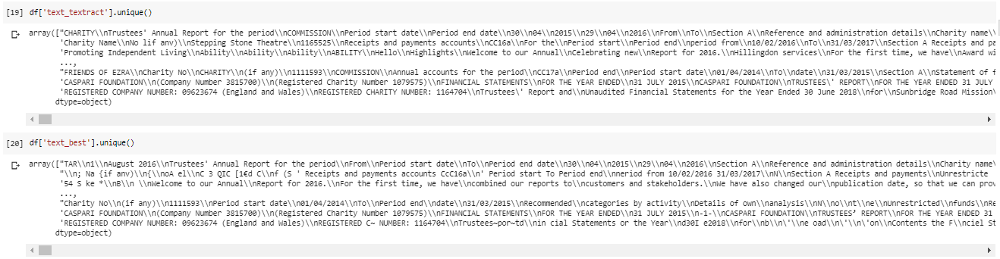 [19] df['text_textract'].unique()
array(["CHARITY\\nTrustees' Annual Report for the period\\nCOMMISSION\\nPeriod start date\\nPeriod end date\\n30\\n04\\n2015\\n29\\n04\\n2016\\nFrom\\nTo\\nSection A\\nReference and administration details\\nCharity name\\
'Charity Name\\nNo lif anv)\\nStepping Stone Theatre\\n1165525\\nReceipts and payments accounts\\nCC16a\\nFor the\\nPeriod start\\nPeriod end\\nperiod from\\n10/02/2016\\nTo\\n31/03/2017\\nSection A Receipts and pa
'Promoting Independent Living\\nAbility\\nAbility\\nAbility\\nABILITY\\nHello\\nHighlights\\nWelcome to our Annual\\nCelebrating new\\nReport for 2016.\\nHillingdon services\\nFor the first time, we have\\nAward wi
...,
"FRIENDS OF EZRA\\nCharity No\\nCHARITY\\n(if any)\\n1111593\\nCOMMISSION\\nAnnual accounts for the period\\nCC17a\\nPeriod end\\nPeriod start date\\n01/04/2014\\nTo\\ndate\\n31/03/2015\\nSection A\\nStatement of f
'CASPARI FOUNDATION\\n(Company Number 3815700)\\n(Registered Charity Number 1079575)\\nFINANCIAL STATEMENTS\\nFOR THE YEAR ENDED\\n31 JULY 2015\\nCASPARI FOUNDATION\\nTRUSTEES\' REPORT\\nFOR THE YEAR ENDED 31 JULY
'REGISTERED COMPANY NUMBER: 09623674 (England and Wales)\\nREGISTERED CHARITY NUMBER: 1164704\\nTrustees\' Report and\\nUnaudited Financial Statements for the Year Ended 30 June 2018\\nfor\\nSunbridge Road Mission\
dtype=object)
[20] df['text_best'].unique()
array(["TAR\\n1\\nAugust 2016\\nTrustees' Annual Report for the period\\nFrom\\nPeriod start date\\nTo\\nPeriod end date\\n30\\n04\\n2015\\n29\\n04\\n2016\\nSection A\\nReference and administration details\\nCharity name\
"\\n; Na {if anv)\\n{\\noA el\\nC 3 QIC [1€d C\\nf (S ' Receipts and payments accounts CCC16a\\n' Period start To Period end\\nneriod from 10/02/2016 31/03/2017\\nN\\nSection A Receipts and payments\\nUnrestricte
'54 S ke *\\nB\\n \\nWelcome to our Annual\\nReport for 2016.\\nFor the first time, we have\\ncombined our reports to\\ncustomers and stakeholders.\\nWe have also changed our\\npublication date, so that we can prov
...,
"Charity No\\n(if any)\\n1111593\\nPeriod start date\\n01/04/2014\\nTo\\nPeriod end\\ndate\\n31/03/2015\\nRecommended\\ncategories by activity\\nDetails of own\\nanalysis\\nN\\no\\nt\\ne\\nUnrestricted\\nfunds\\nRe
'CASPARI FOUNDATION\\n(Company Number 3815700)\\n(Registered Charity Number 1079575)\\nFINANCIAL STATEMENTS\\nFOR THE YEAR ENDED\\n31 JULY 2015\\n-1-\\nCASPARI FOUNDATION\\nTRUSTEES’ REPORT\\nFOR THE YEAR ENDED 31
'REGISTERED COMPANY NUMBER: 09623674 (England and Wales)\\nREGISTERED C~ NUMBER: 1164704\\nTrustees~por~td\\nin cial Statements or the Year\\nd30I e2018\\nfor\\nb\\n\'\\ne oad\\n\'\\n\'on\\nContents the F\\nciel St
dtype=object)